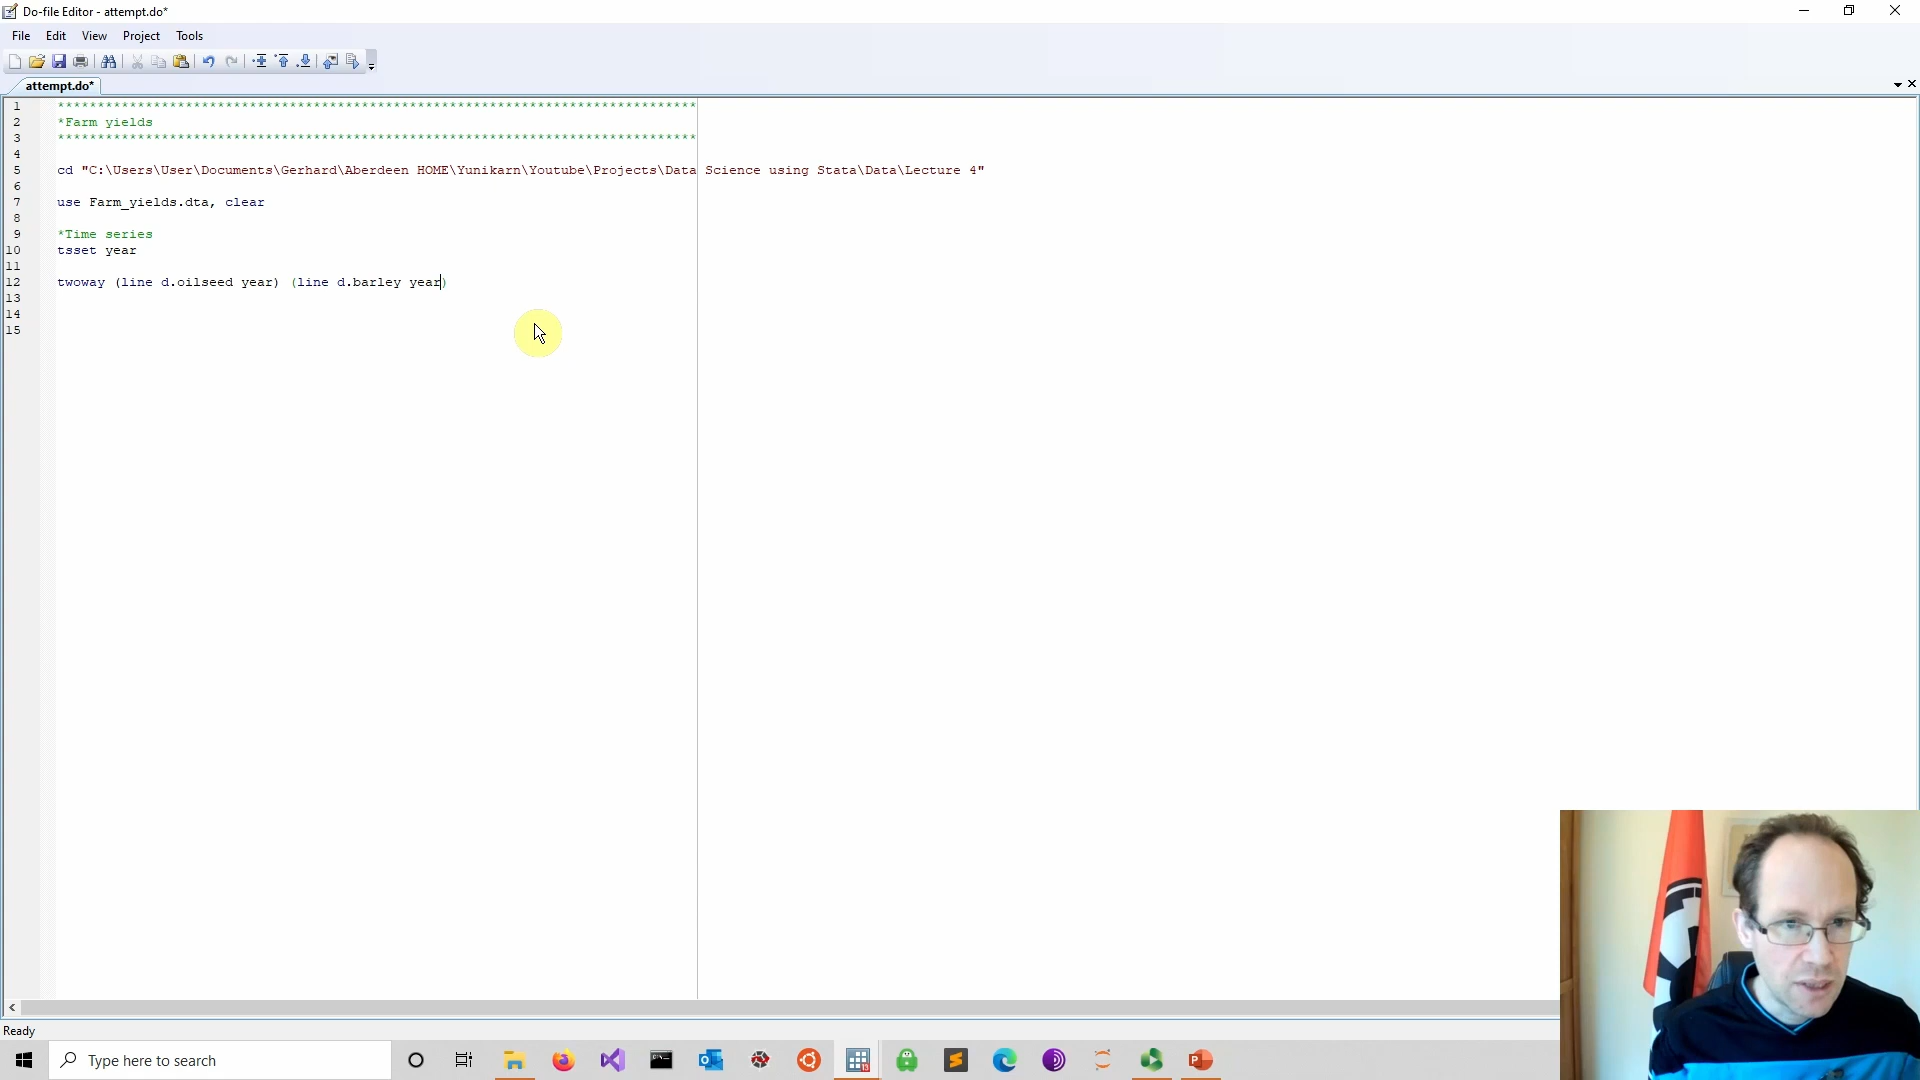 Do-file Editor - attempt.do*
File Edit View Project Tools
attempt.do*
1 ********************************************************************************
2 *Farm yields
3 ********************************************************************************
4
5 cd "C:\Users\User\Documents\Gerhard\Aberdeen HOME\Yunikarn\Youtube\Projects\Data Science using Stata\Data\Lecture 4"
6
7 use Farm_yields.dta, clear
8
9 *Time series
10 tsset year
11
12 twoway (line d.oilseed year) (line d.barley year)
13
14
15
Ready
Type here to search